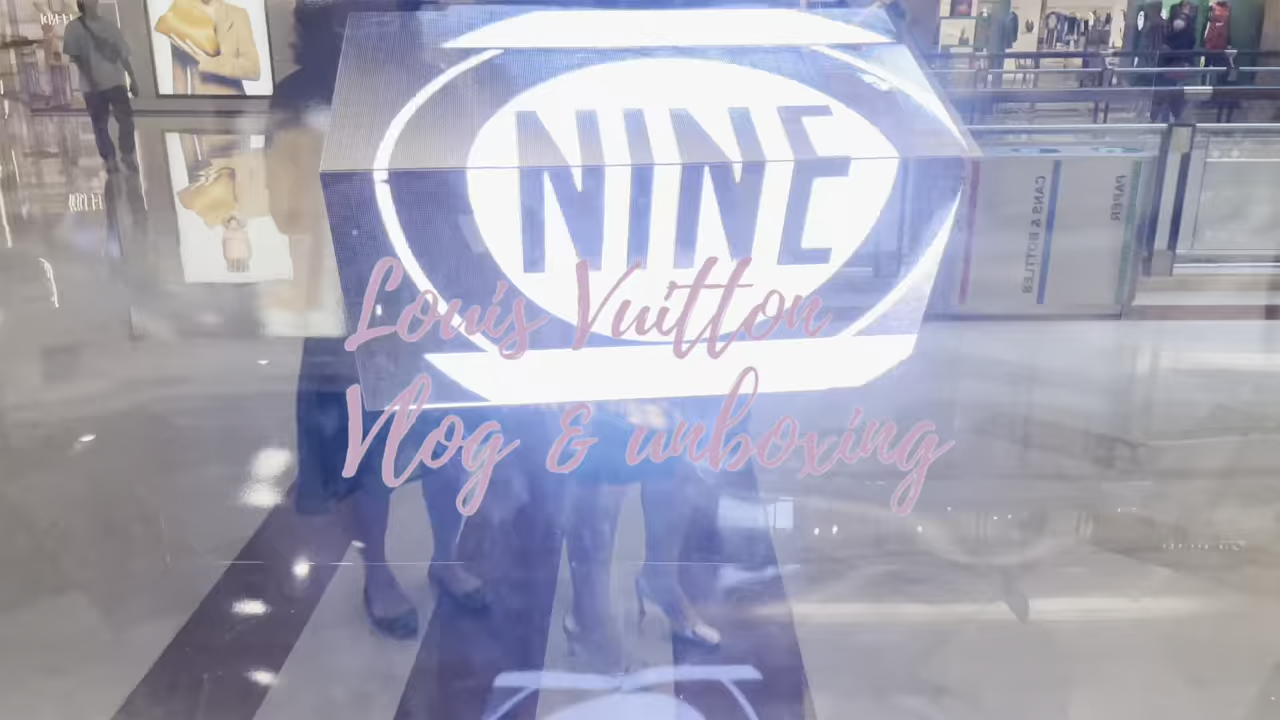 NINE
Louis Vuitton
Vlog & unboxing
PAPER
CANS & BOTTLES